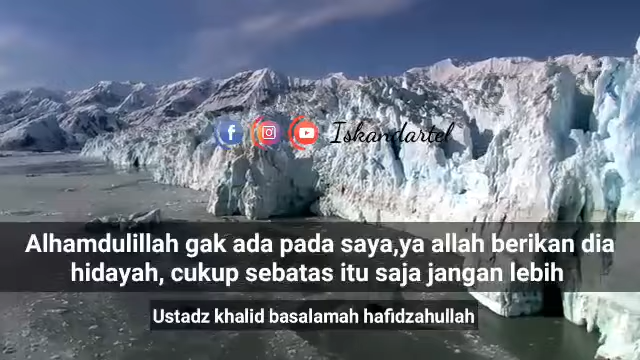 Iskandartel
Alhamdulillah gak ada pada saya,ya allah berikan dia
hidayah, cukup sebatas itu saja jangan lebih
Ustadz khalid basalamah hafidzahullah